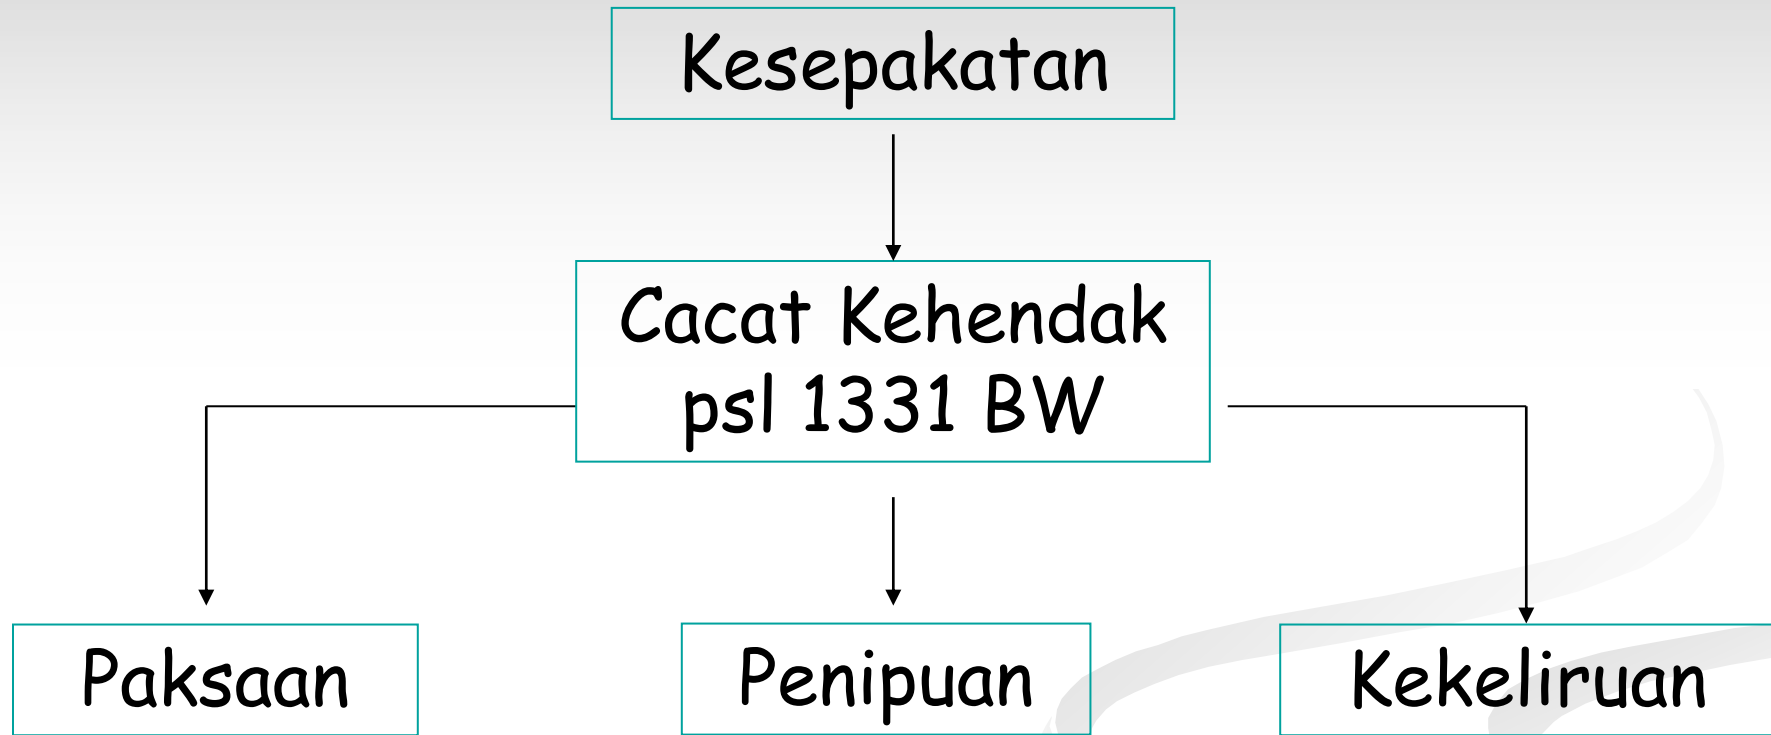 Kesepakatan
Cacat Kehendak
psl 1331 BW
Paksaan
Penipuan
Kekeliruan